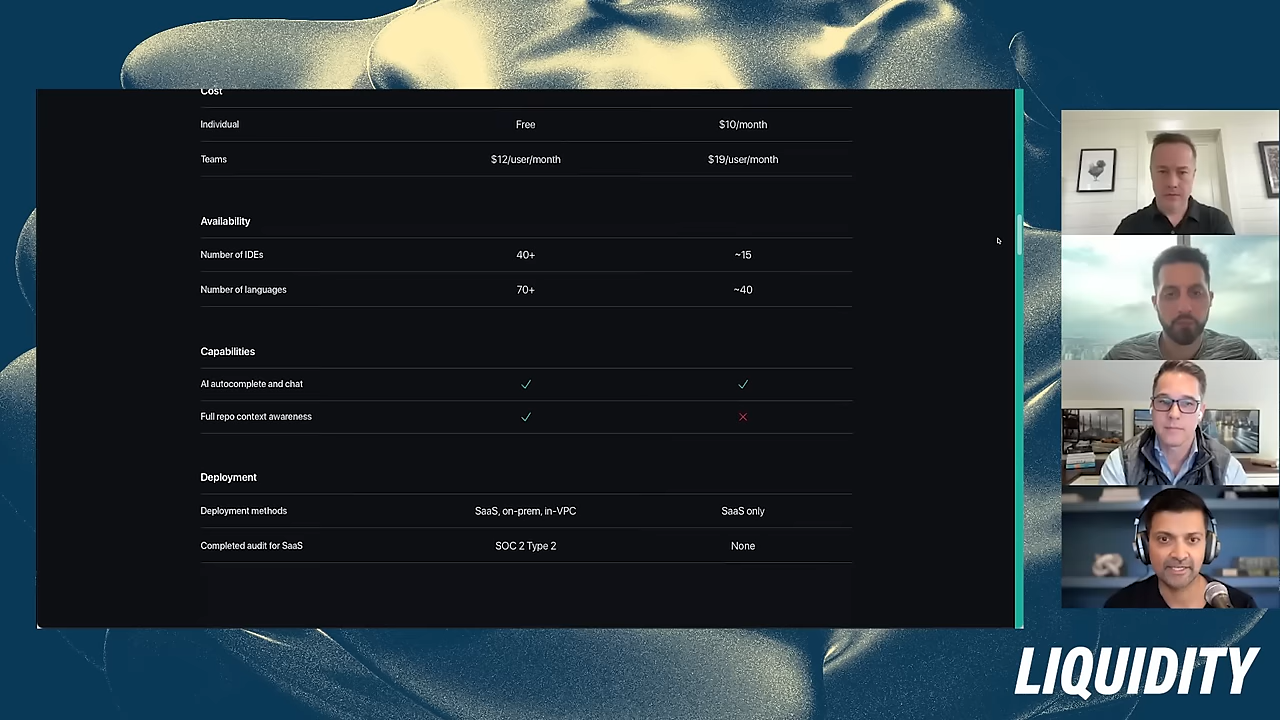 Cost
Individual Free $10/month
Teams $12/user/month $19/user/month
Availability
Number of IDEs 40+ ~15
Number of languages 70+ ~40
Capabilities
AI autocomplete and chat
Full repo context awareness
Deployment
Deployment methods SaaS, on-prem, in-VPC SaaS only
Completed audit for SaaS SOC 2 Type 2 None
LIQUIDITY